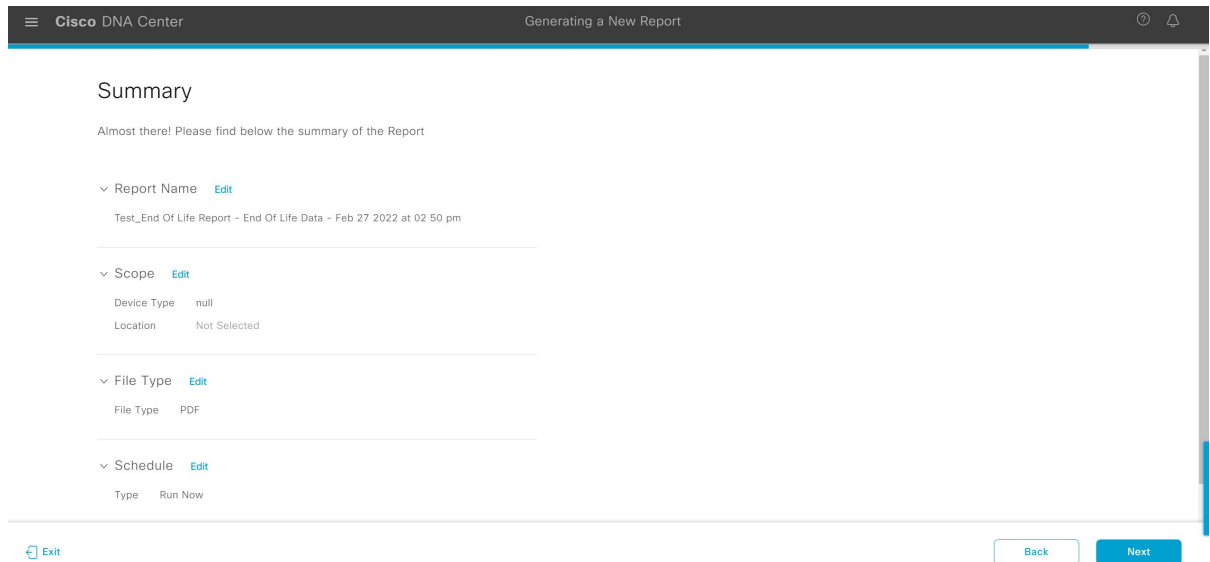 Cisco DNA Center
Generating a New Report
Summary
Almost there! Please find below the summary of the Report
Report Name Edit
Test_End Of Life Report - End Of Life Data - Feb 27 2022 at 02 50 pm
Scope Edit
Device Type null
Location Not Selected
File Type Edit
File Type PDF
Schedule Edit
Type Run Now
Exit
Back
Next